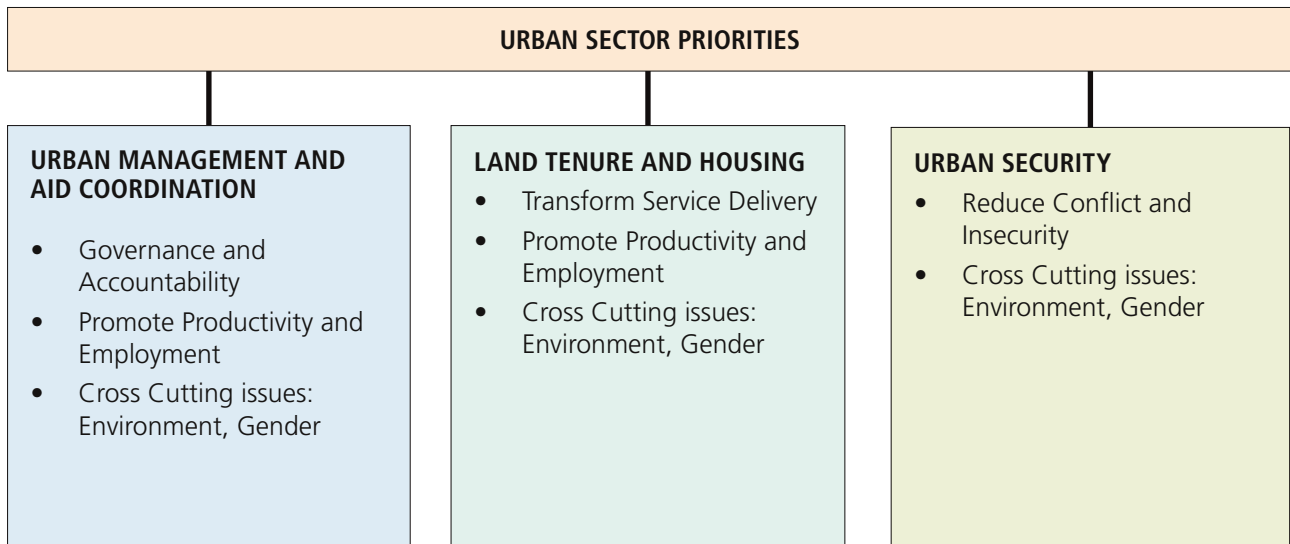 URBAN SECTOR PRIORITIES
URBAN MANAGEMENT AND
AID COORDINATION
• Governance and
Accountability
• Promote Productivity and
Employment
• Cross Cutting issues:
Environment, Gender
LAND TENURE AND HOUSING
• Transform Service Delivery
• Promote Productivity and
Employment
• Cross Cutting issues:
Environment, Gender
URBAN SECURITY
• Reduce Conflict and
Insecurity
• Cross Cutting issues:
Environment, Gender